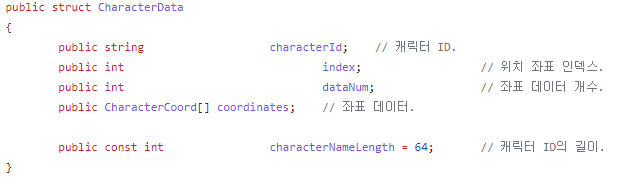 public struct CharacterData
{
public string characterId; // 캐릭터 ID.
public int index; // 위치 좌표 인덱스.
public int dataNum; // 좌표 데이터 개수.
public CharacterCoord[] coordinates; // 좌표 데이터.
public const int characterNameLength = 64; // 캐릭터 ID의 길이.
}